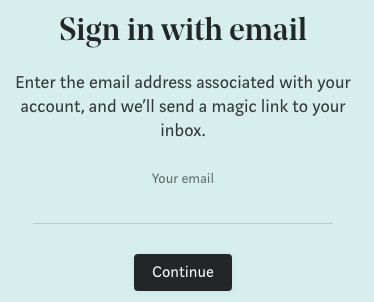 Sign in with email
Enter the email address associated with your
account, and we’ll send a magic link to your
inbox.
Your email
Continue